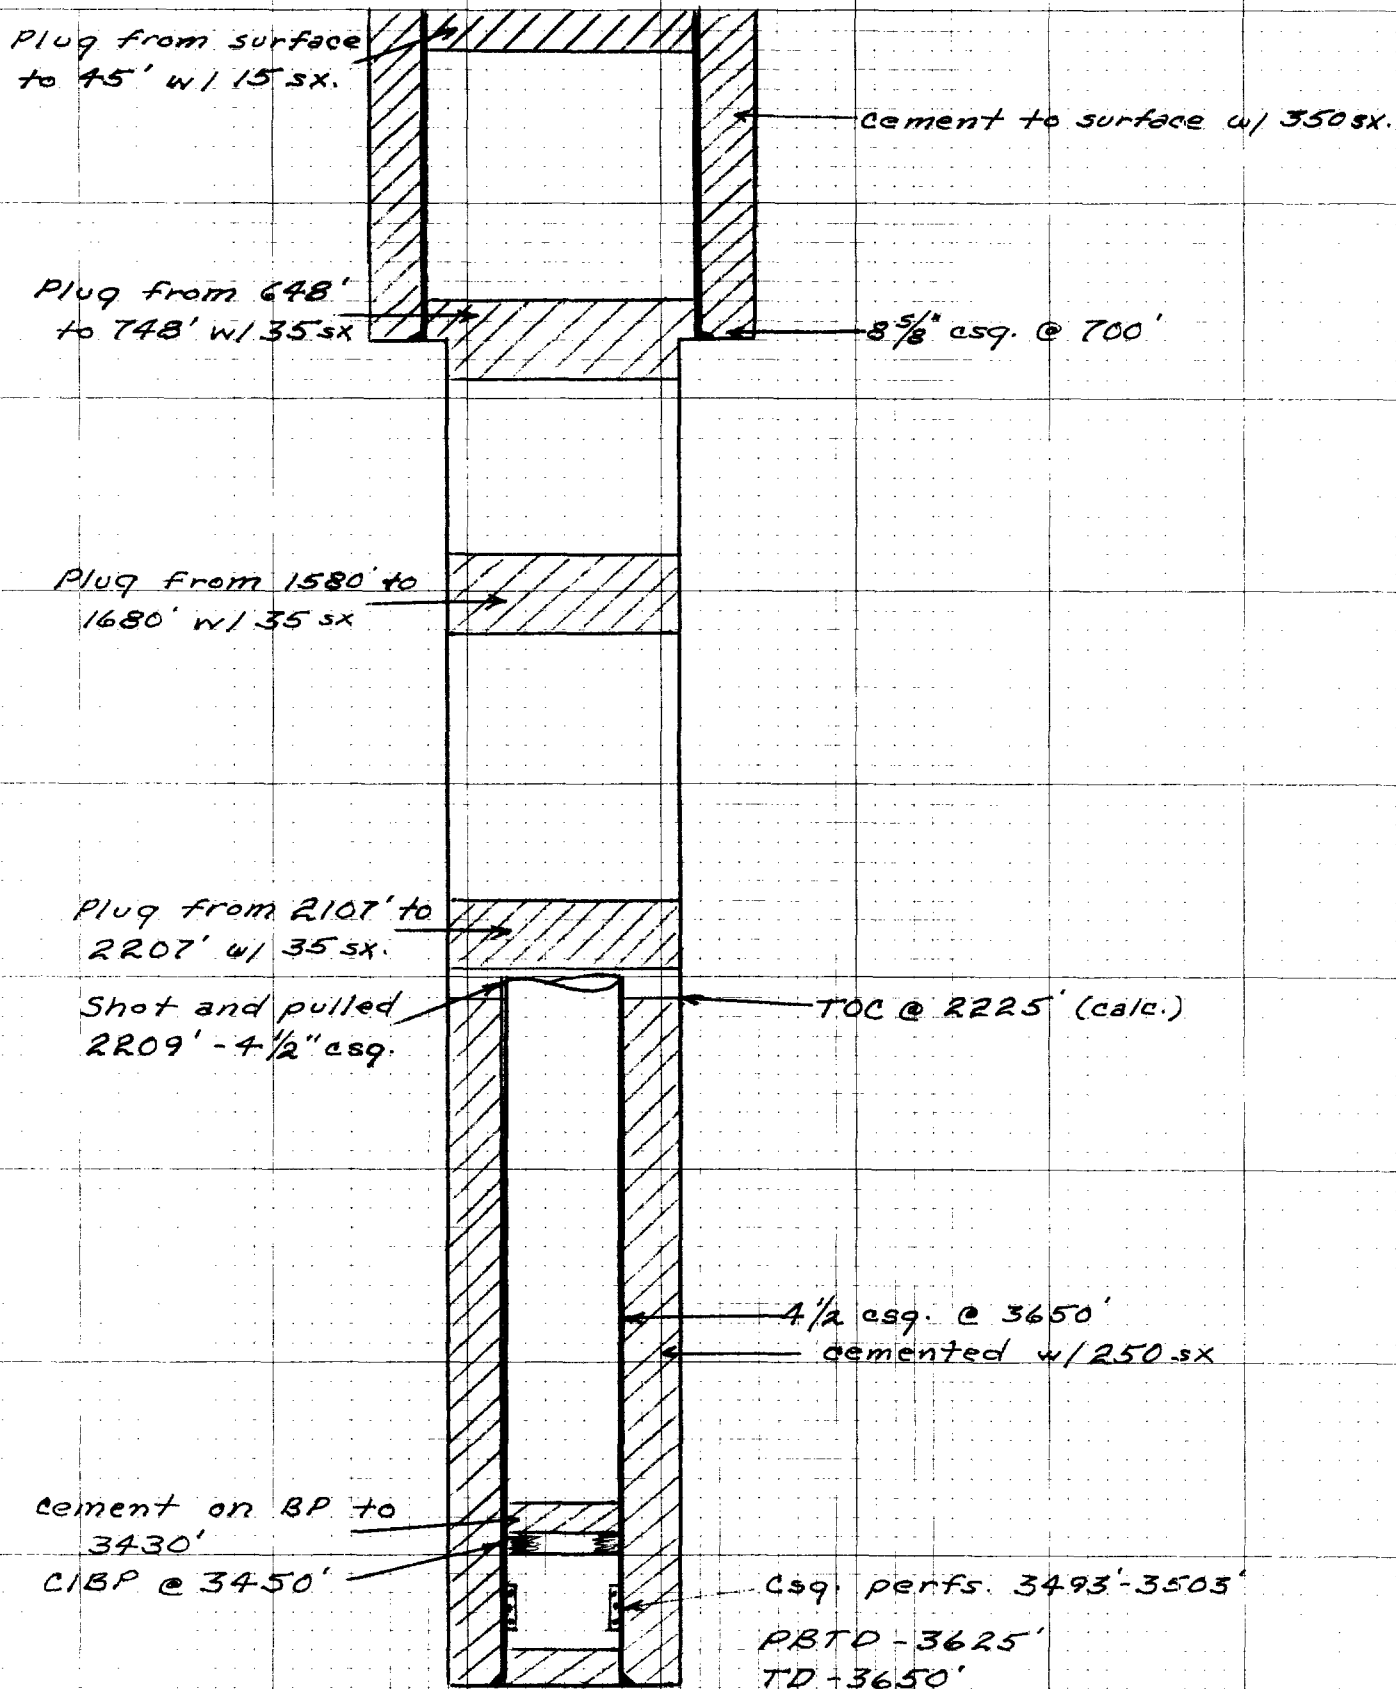 Plug from surface
to 45' w/ 15 sx.
cement to surface w/ 350 sx.
Plug from 648'
to 748' w/ 35 sx
8 5/8" csg. @ 700'
Plug from 1580' to
1680' w/ 35 sx
Plug from 2107' to
2207' w/ 35 sx.
Shot and pulled
2209' - 4 1/2" csg.
TOC @ 2225' (calc.)
4 1/2 csg. @ 3650'
cemented w/ 250 sx
cement on BP to
3430'
CIBP @ 3450'
Csg. perfs. 3493'-3503'
PBTD - 3625'
TD - 3650'